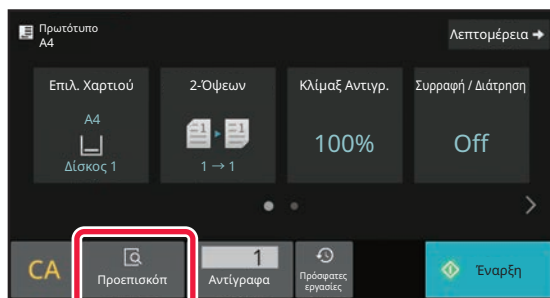 Πρωτότυπο
A4
Λεπτομέρεια
Επιλ. Χαρτιού
2-Όψεων
Κλίμαξ Αντιγρ.
Συρραφή / Διάτρηση
A4
Δίσκος 1
1 → 1
100%
Off
CA
Προεπισκόπ
1
Αντίγραφα
Πρόσφατες
εργασίες
Έναρξη